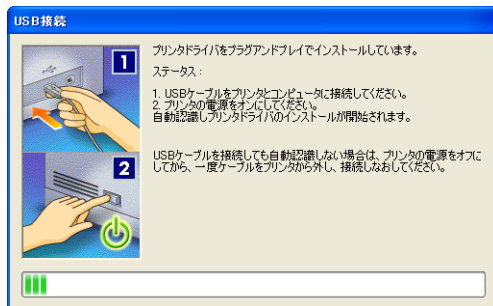 USB接続
1
プリンタドライバをプラグアンドプレイでインストールしています。
ステータス：
1. USBケーブルをプリンタとコンピュータに接続してください。
2. プリンタの電源をオンにしてください。
自動認識しプリンタドライバのインストールが開始されます。
2
USBケーブルを接続しても自動認識しない場合は、プリンタの電源をオフに
してから、一度ケーブルをプリンタから外し、接続しなおしてください。